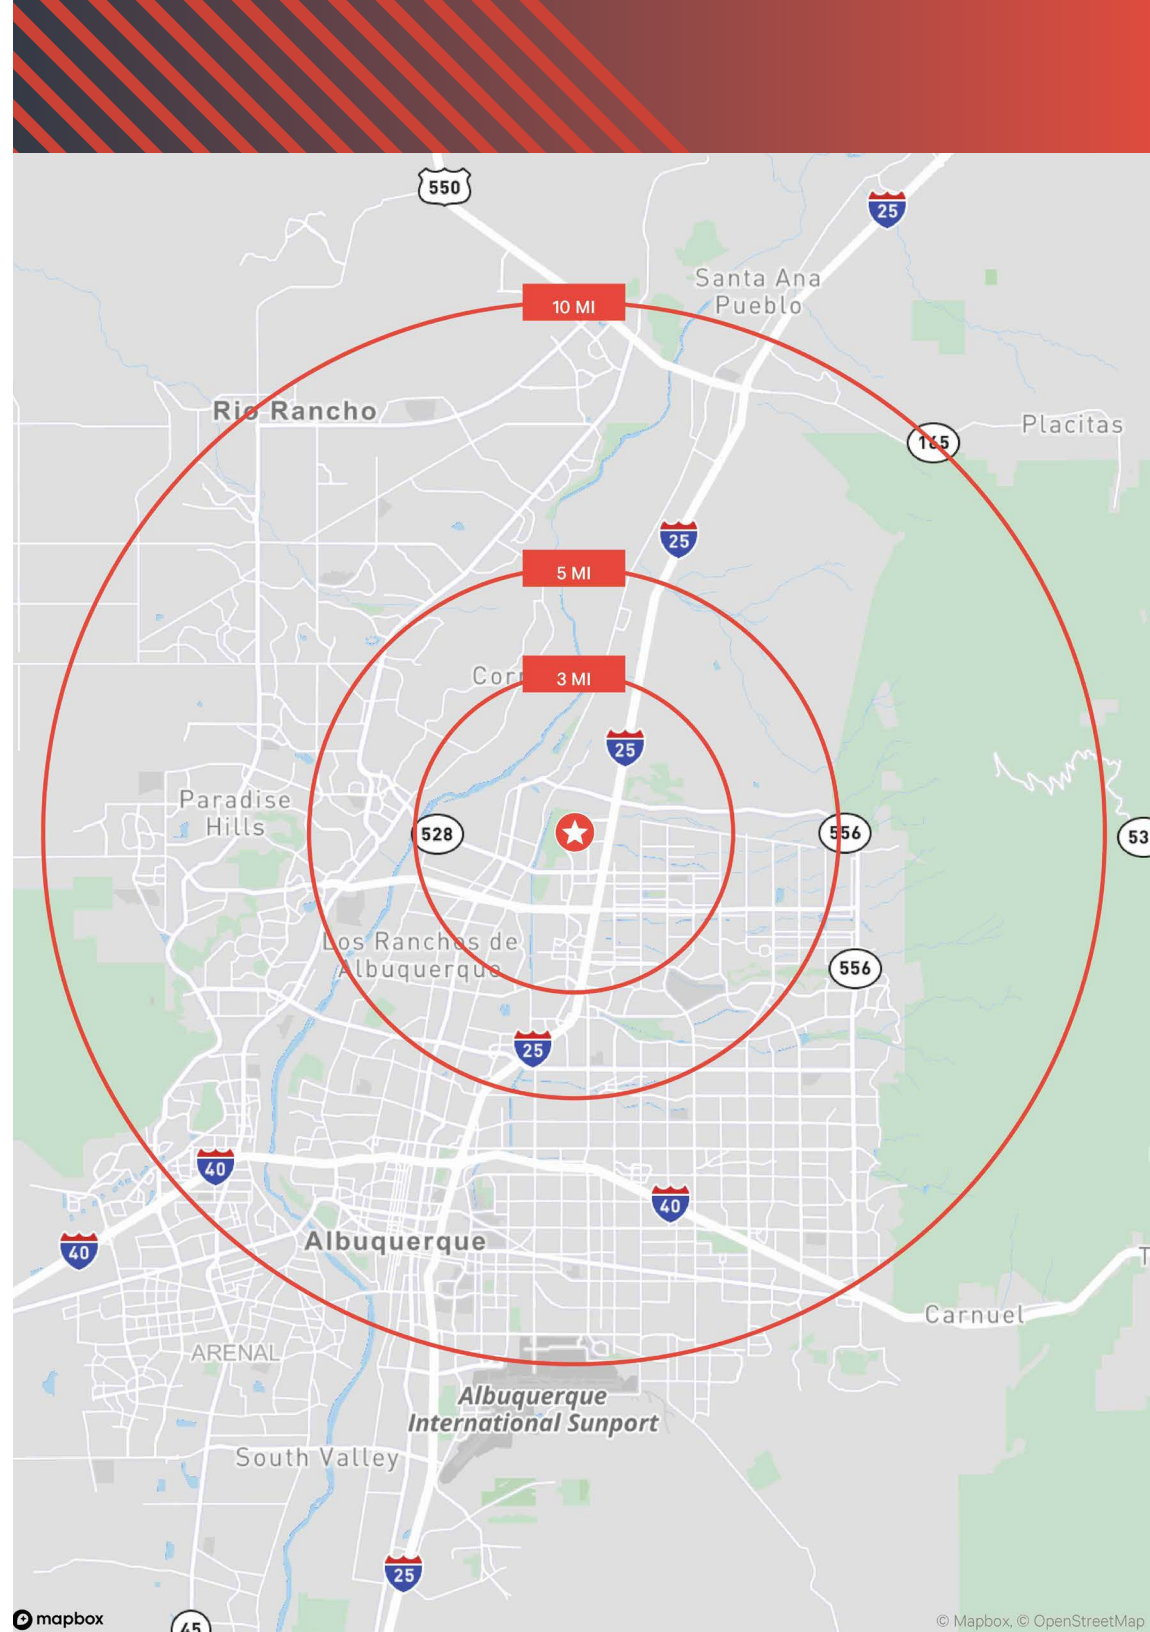 550
25
Santa Ana
Pueblo
10 MI
Rio Rancho
165
Placitas
25
5 MI
3 MI
25
Paradise
Hills
528
556
Los Ranchos de
Albuquerque
556
25
40
40
40
Albuquerque
Carnuel
ARENAL
Albuquerque
International Sunport
South Valley
25
45
mapbox
© Mapbox, © OpenStreetMap